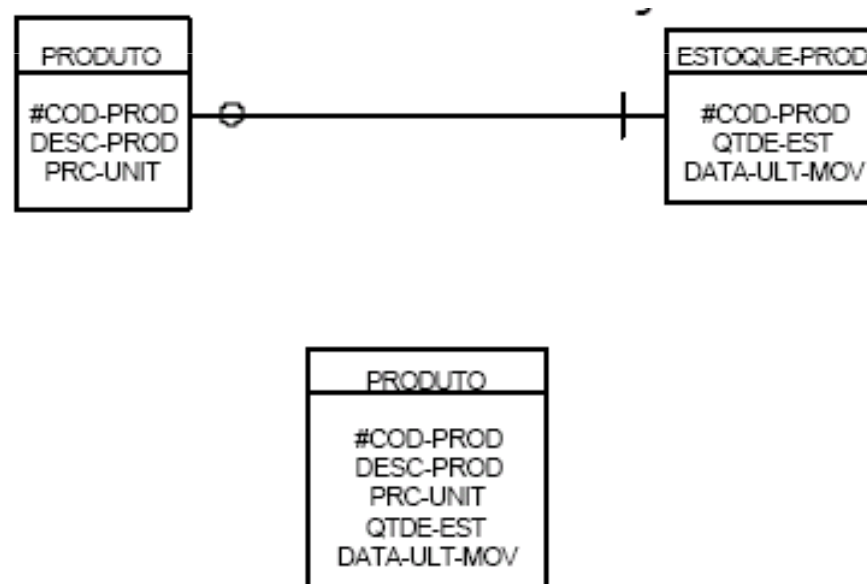 PRODUTO
#COD-PROD
DESC-PROD
PRC-UNIT
ESTOQUE-PROD
#COD-PROD
QTDE-EST
DATA-ULT-MOV
PRODUTO
#COD-PROD
DESC-PROD
PRC-UNIT
QTDE-EST
DATA-ULT-MOV